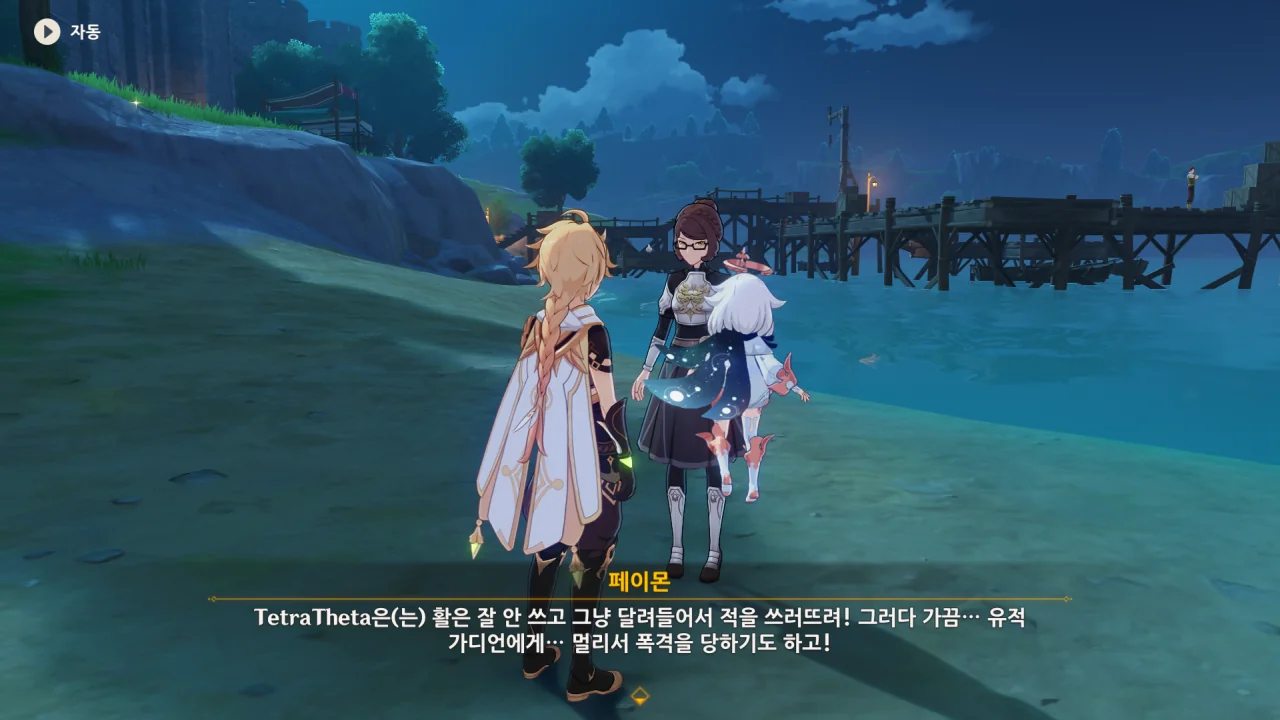 자동
페이몬
TetraTheta은(는) 활은 잘 안 쓰고 그냥 달려들어서 적을 쓰러뜨려! 그러다 가끔… 유적
가디언에게… 멀리서 폭격을 당하기도 하고!